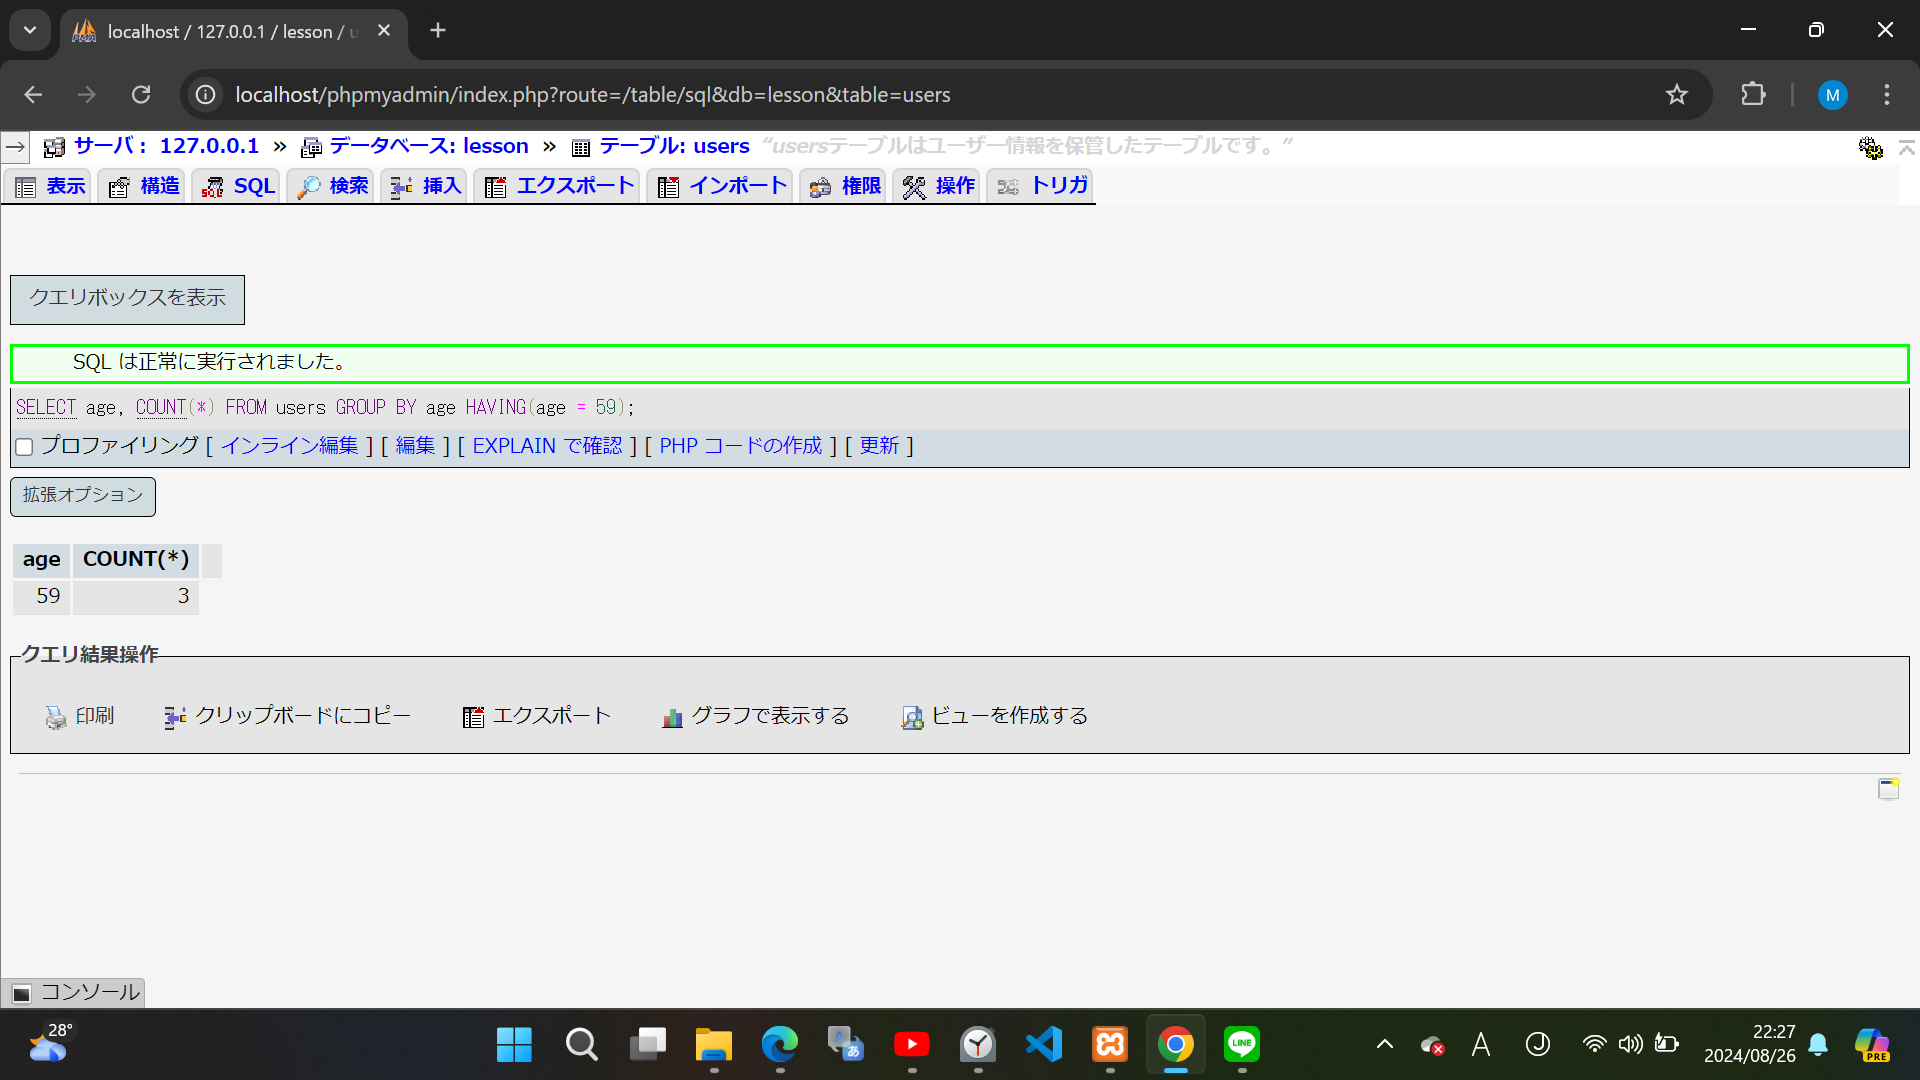 localhost / 127.0.0.1 / lesson / u
localhost/phpmyadmin/index.php?route=/table/sql&db=lesson&table=users
M
サーバ： 127.0.0.1 » データベース: lesson » テーブル: users “usersテーブルはユーザー情報を保管したテーブルです。”
表示 構造 SQL 検索 挿入 エクスポート インポート 権限 操作 トリガ
クエリボックスを表示
SQL は正常に実行されました。
SELECT age, COUNT(*) FROM users GROUP BY age HAVING(age = 59);
プロファイリング [ インライン編集 ] [ 編集 ] [ EXPLAIN で確認 ] [ PHP コードの作成 ] [ 更新 ]
拡張オプション
age COUNT(*)
59 3
クエリ結果操作
印刷 クリップボードにコピー エクスポート グラフで表示する ビューを作成する
コンソール
28°
LINE
A
J
22:27
2024/08/26
PRE